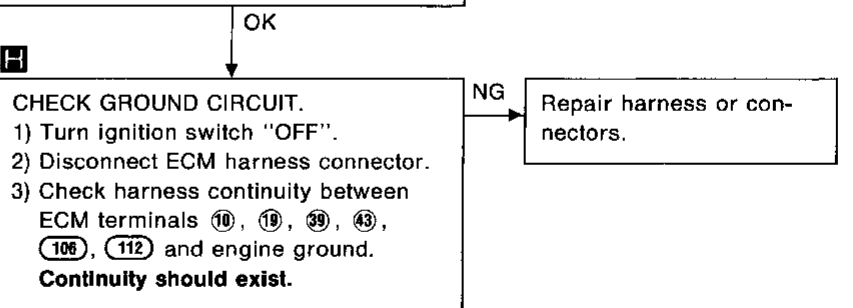 OK
H
CHECK GROUND CIRCUIT.
1) Turn ignition switch "OFF".
2) Disconnect ECM harness connector.
3) Check harness continuity between
ECM terminals ⑩, ⑲, ㊴, ㊸,
(106), (112) and engine ground.
Continuity should exist.
NG
Repair harness or con-
nectors.